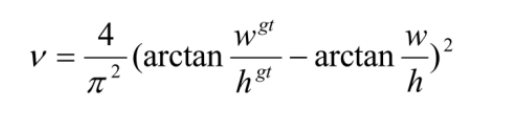 ν = 4/π² (arctan w^gt/h^gt − arctan w/h)²